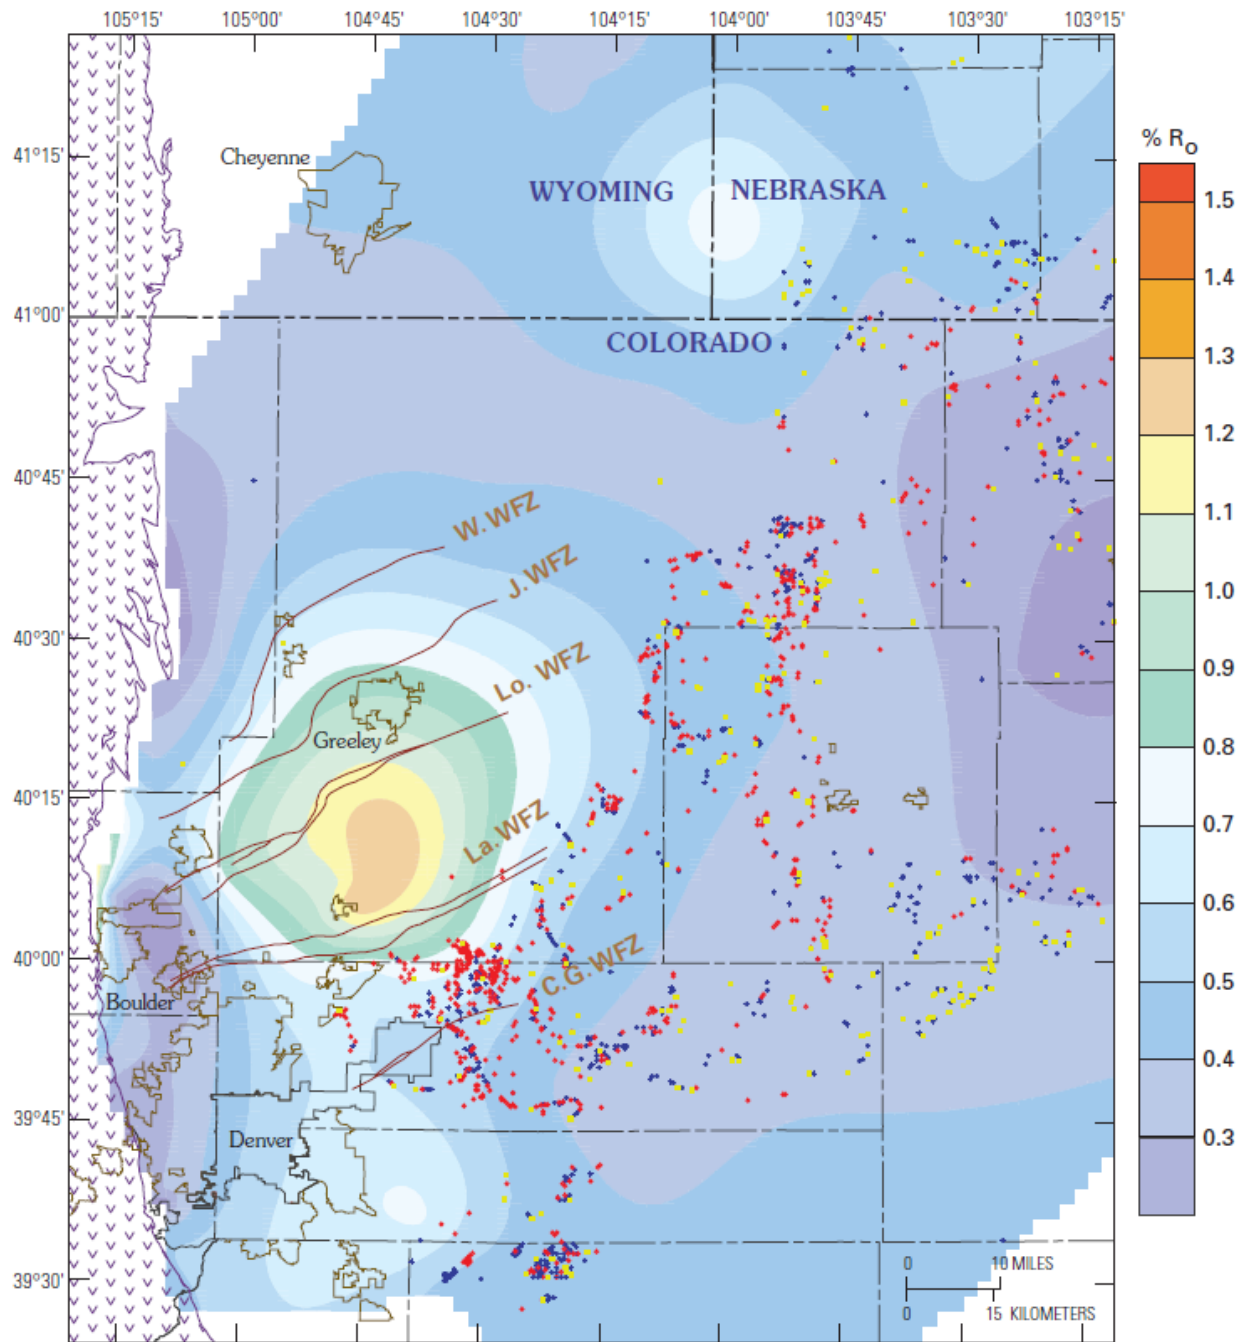 105°15' 105°00' 104°45' 104°30' 104°15' 104°00' 103°45' 103°30' 103°15'
% Ro
41°15'
Cheyenne
WYOMING NEBRASKA
1.5
1.4
41°00'
COLORADO
1.3
1.2
40°45'
W. WFZ
1.1
J. WFZ
1.0
40°30'
Lo. WFZ
0.9
Greeley
0.8
40°15'
La. WFZ
0.7
0.6
40°00'
C.G. WFZ
Boulder
0.5
0.4
39°45'
Denver
0.3
39°30'
0 10 MILES
0 15 KILOMETERS